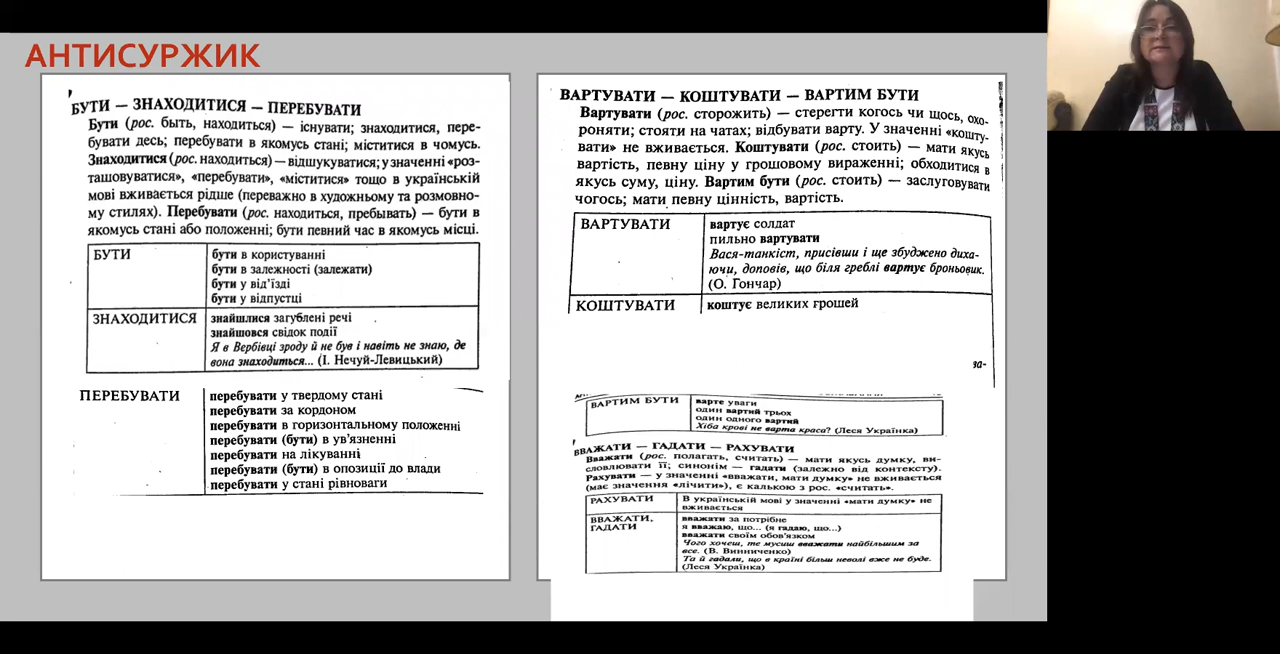 АНТИСУРЖИК
БУТИ — ЗНАХОДИТИСЯ — ПЕРЕБУВАТИ
Бути (рос. быть, находиться) — існувати; знаходитися, пере-
бувати десь; перебувати в якомусь стані; міститися в чомусь.
Знаходитися (рос. находиться) — відшукуватися; у значенні «роз-
ташовуватися», «перебувати», «міститися» тощо в українській
мові вживається рідше (переважно в художньому та розмовно-
му стилях). Перебувати (рос. находиться, пребывать) — бути в
якомусь стані або положенні; бути певний час в якомусь місці.
БУТИ
бути в користуванні
бути в залежності (залежати)
бути у від’їзді
бути у відпустці
ЗНАХОДИТИСЯ
знайшлися загублені речі
знайшовся свідок події
Я в Вербівці зроду й не був і навіть не знаю, де
вона знаходиться... (І. Нечуй-Левицький)
ПЕРЕБУВАТИ
перебувати у твердому стані
перебувати за кордоном
перебувати в горизонтальному положенні
перебувати (бути) в ув’язненні
перебувати на лікуванні
перебувати (бути) в опозиції до влади
перебувати у стані рівноваги
ВАРТУВАТИ — КОШТУВАТИ — ВАРТИМ БУТИ
Вартувати (рос. сторожить) — стерегти когось чи щось, охо-
роняти; стояти на чатах; відбувати варту. У значенні «кошту-
вати» не вживається. Коштувати (рос. стоить) — мати якусь
вартість, певну ціну у грошовому вираженні; обходитися в
якусь суму, ціну. Вартим бути (рос. стоить) — заслуговувати
чогось; мати певну цінність, вартість.
ВАРТУВАТИ
вартує солдат
пильно вартувати
Вася-танкіст, присівши і ще збуджено диха-
ючи, доповів, що біля греблі вартує броньовик.
(О. Гончар)
КОШТУВАТИ
коштує великих грошей
за-
ВАРТИМ БУТИ
варте уваги
один вартий трьох
один одного вартий
Хіба крові не варта краса? (Леся Українка)
ВВАЖАТИ — ГАДАТИ — РАХУВАТИ
Вважати (рос. полагать, считать) — мати якусь думку, ви-
словлювати її; синонім — гадати (залежно від контексту).
Рахувати — у значенні «вважати, мати думку» не вживається
(має значення «лічити»), є калькою з рос. «считать».
РАХУВАТИ
В українській мові у значенні «мати думку» не
вживається
ВВАЖАТИ,
ГАДАТИ
вважати за потрібне
я вважаю, що... (я гадаю, що...)
вважати своїм обов’язком
Чого хочеш, те мусиш вважати найбільшим за
все. (В. Винниченко)
Та й гадали, що в країні більш неволі вже не буде.
(Леся Українка)